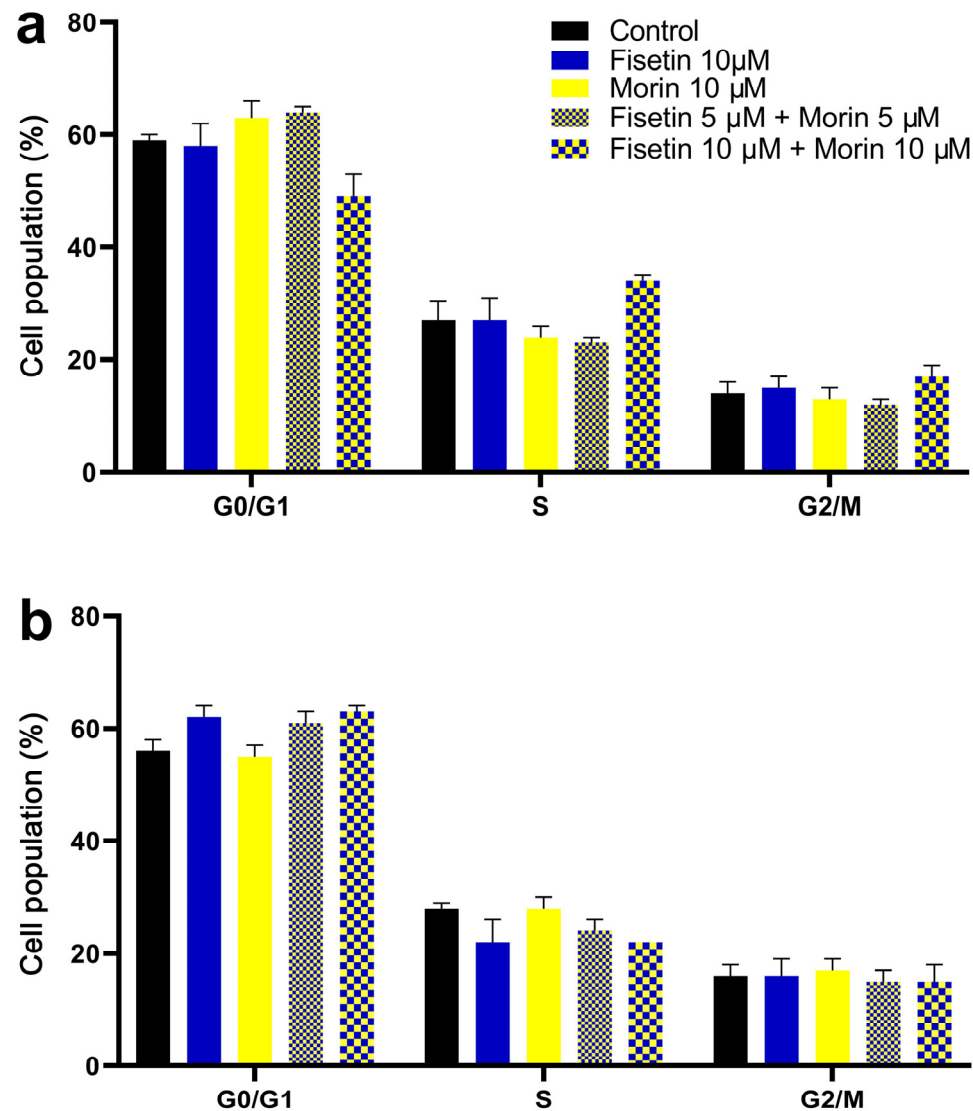 a
80
60
40
20
0
Cell population (%)
Control
Fisetin 10µM
Morin 10 µM
Fisetin 5 µM + Morin 5 µM
Fisetin 10 µM + Morin 10 µM
G0/G1 S G2/M
b
80
60
40
20
0
Cell population (%)
G0/G1 S G2/M